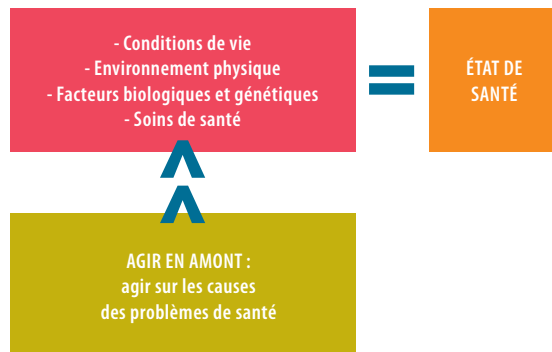 - Conditions de vie
- Environnement physique
- Facteurs biologiques et génétiques
- Soins de santé
=
ÉTAT DE
SANTÉ
AGIR EN AMONT :
agir sur les causes
des problèmes de santé